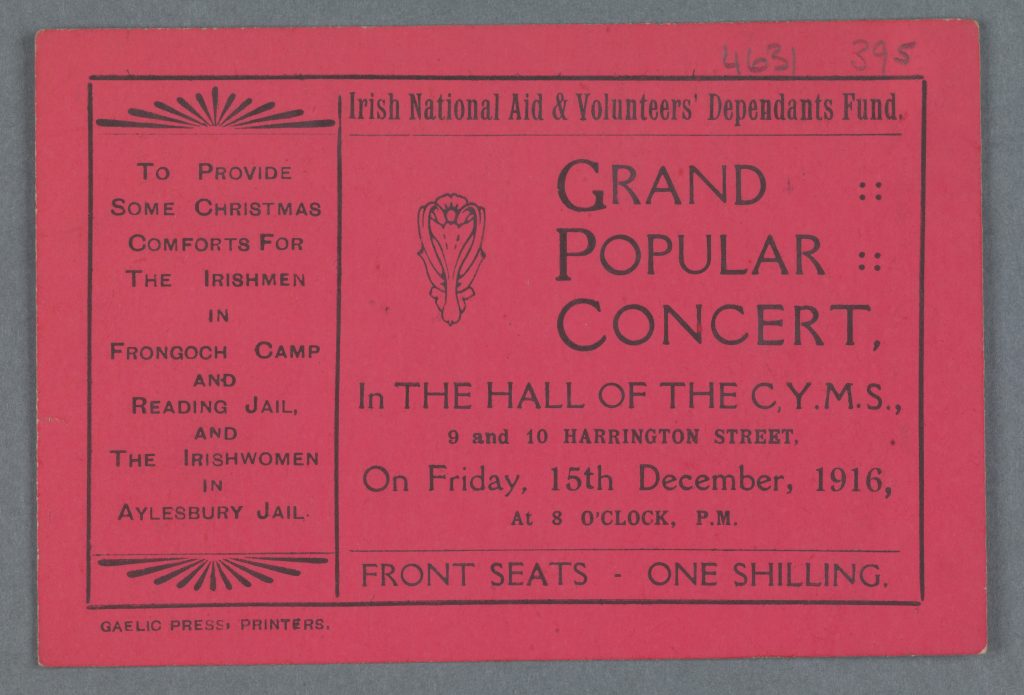 4631 395
Irish National Aid & Volunteers' Dependants Fund.
To Provide
Some Christmas
Comforts For
The Irishmen
in
Frongoch Camp
and
Reading Jail,
and
The Irishwomen
in
Aylesbury Jail.
Grand ::
Popular ::
Concert,
In THE HALL OF THE C.Y.M.S.,
9 and 10 HARRINGTON STREET,
On Friday, 15th December, 1916,
At 8 O'CLOCK, P.M.
FRONT SEATS - ONE SHILLING.
GAELIC PRESS, PRINTERS.